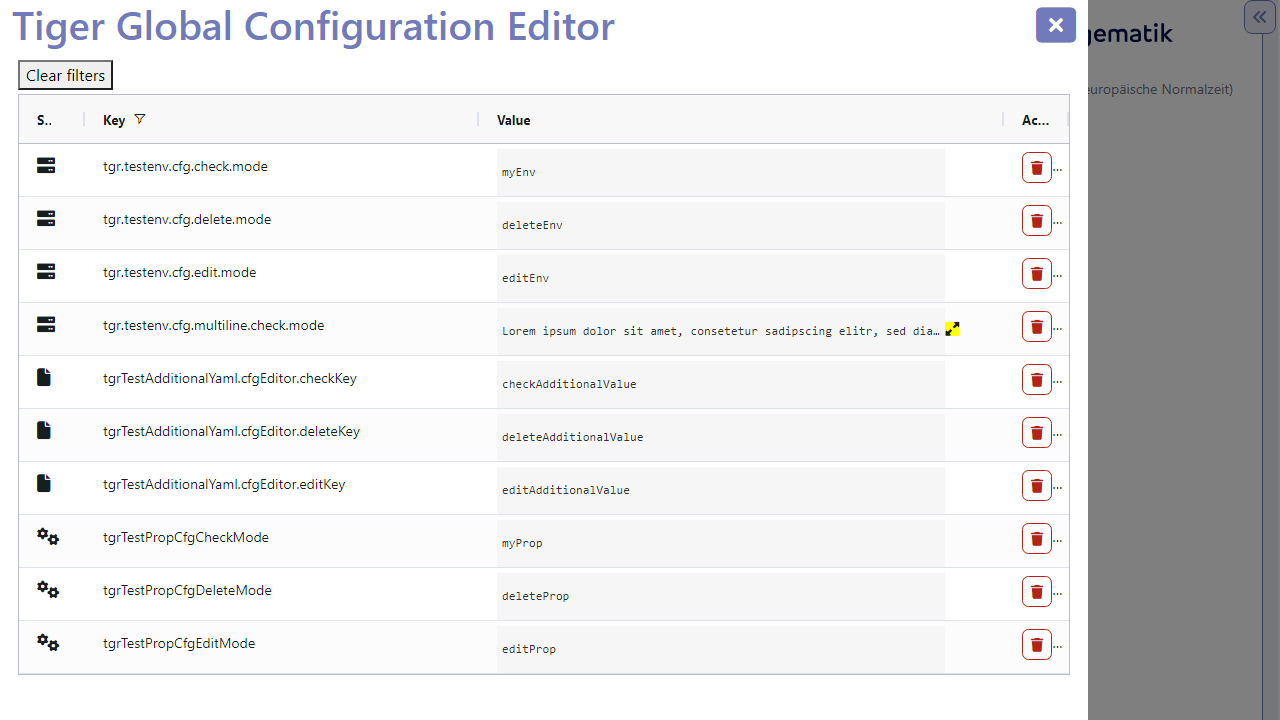 Tiger Global Configuration Editor
gematik
Clear filters
europäische Normalzeit)
S.. Key Value Ac...
tgr.testenv.cfg.check.mode myEnv ...
tgr.testenv.cfg.delete.mode deleteEnv ...
tgr.testenv.cfg.edit.mode editEnv ...
tgr.testenv.cfg.multiline.check.mode Lorem ipsum dolor sit amet, consetetur sadipscing elitr, sed dia… ...
tgrTestAdditionalYaml.cfgEditor.checkKey checkAdditionalValue ...
tgrTestAdditionalYaml.cfgEditor.deleteKey deleteAdditionalValue ...
tgrTestAdditionalYaml.cfgEditor.editKey editAdditionalValue ...
tgrTestPropCfgCheckMode myProp ...
tgrTestPropCfgDeleteMode deleteProp ...
tgrTestPropCfgEditMode editProp ...